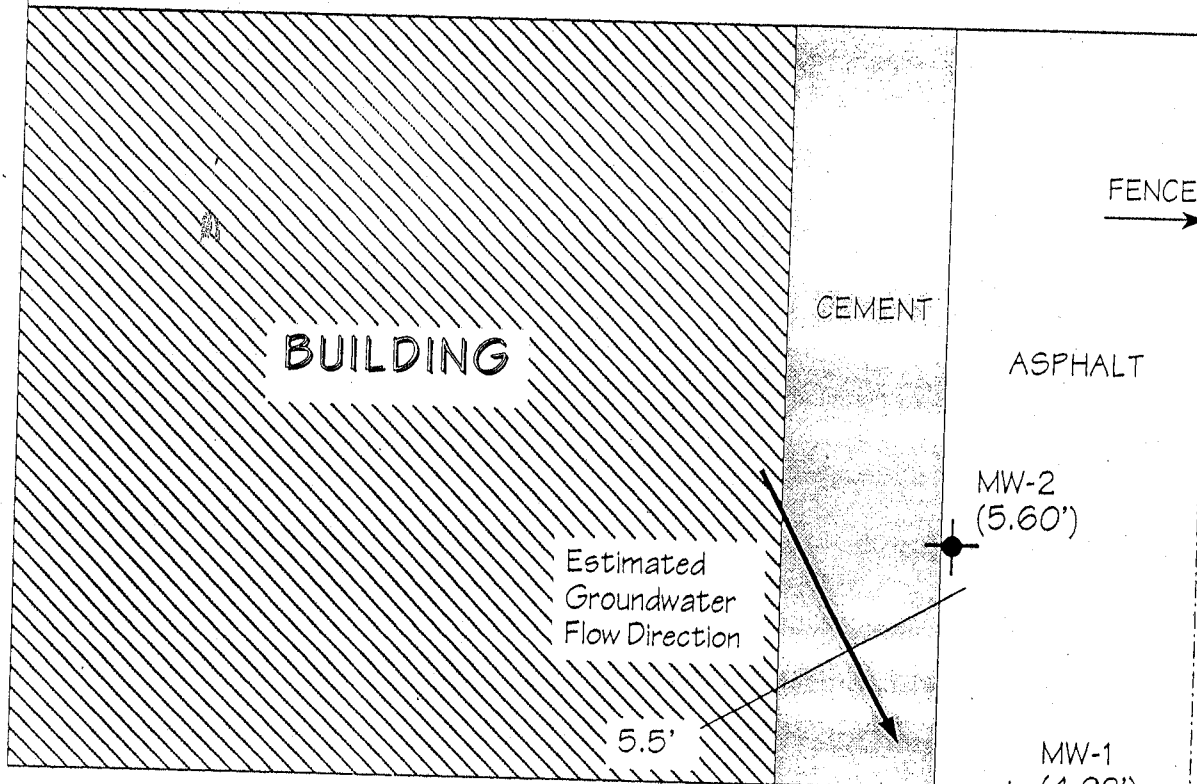 FENCE
CEMENT
BUILDING
ASPHALT
MW-2
(5.60')
Estimated
Groundwater
Flow Direction
5.5'
MW-1